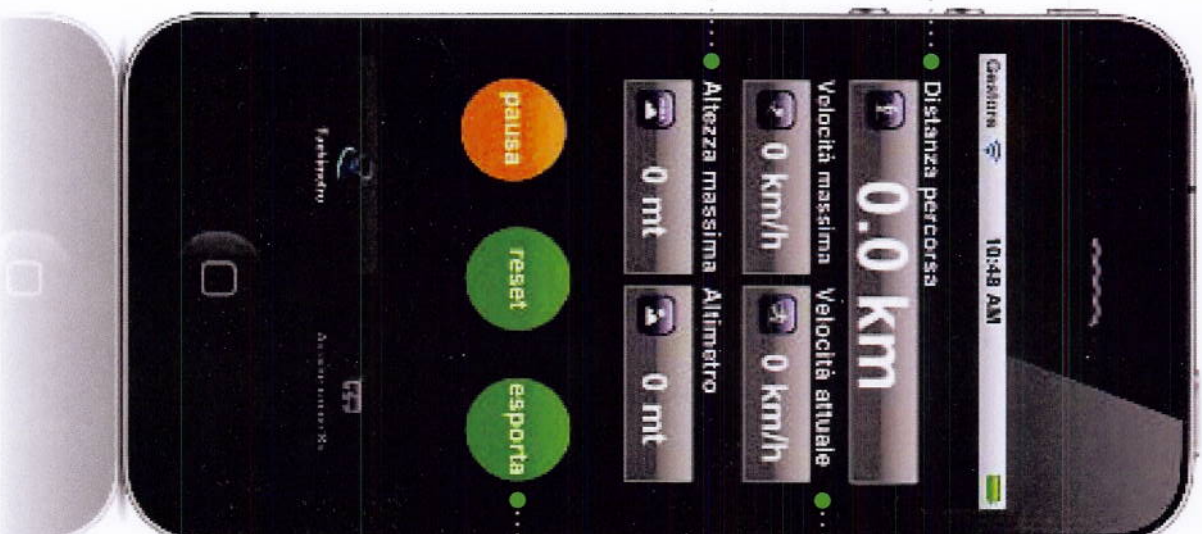 Gestore 10:48 AM
Distanza percorsa
0.0 km
Velocità massima Velocità attuale
0 km/h 0 km/h
Altezza massima Altimetro
0 mt 0 mt
pausa reset esporta